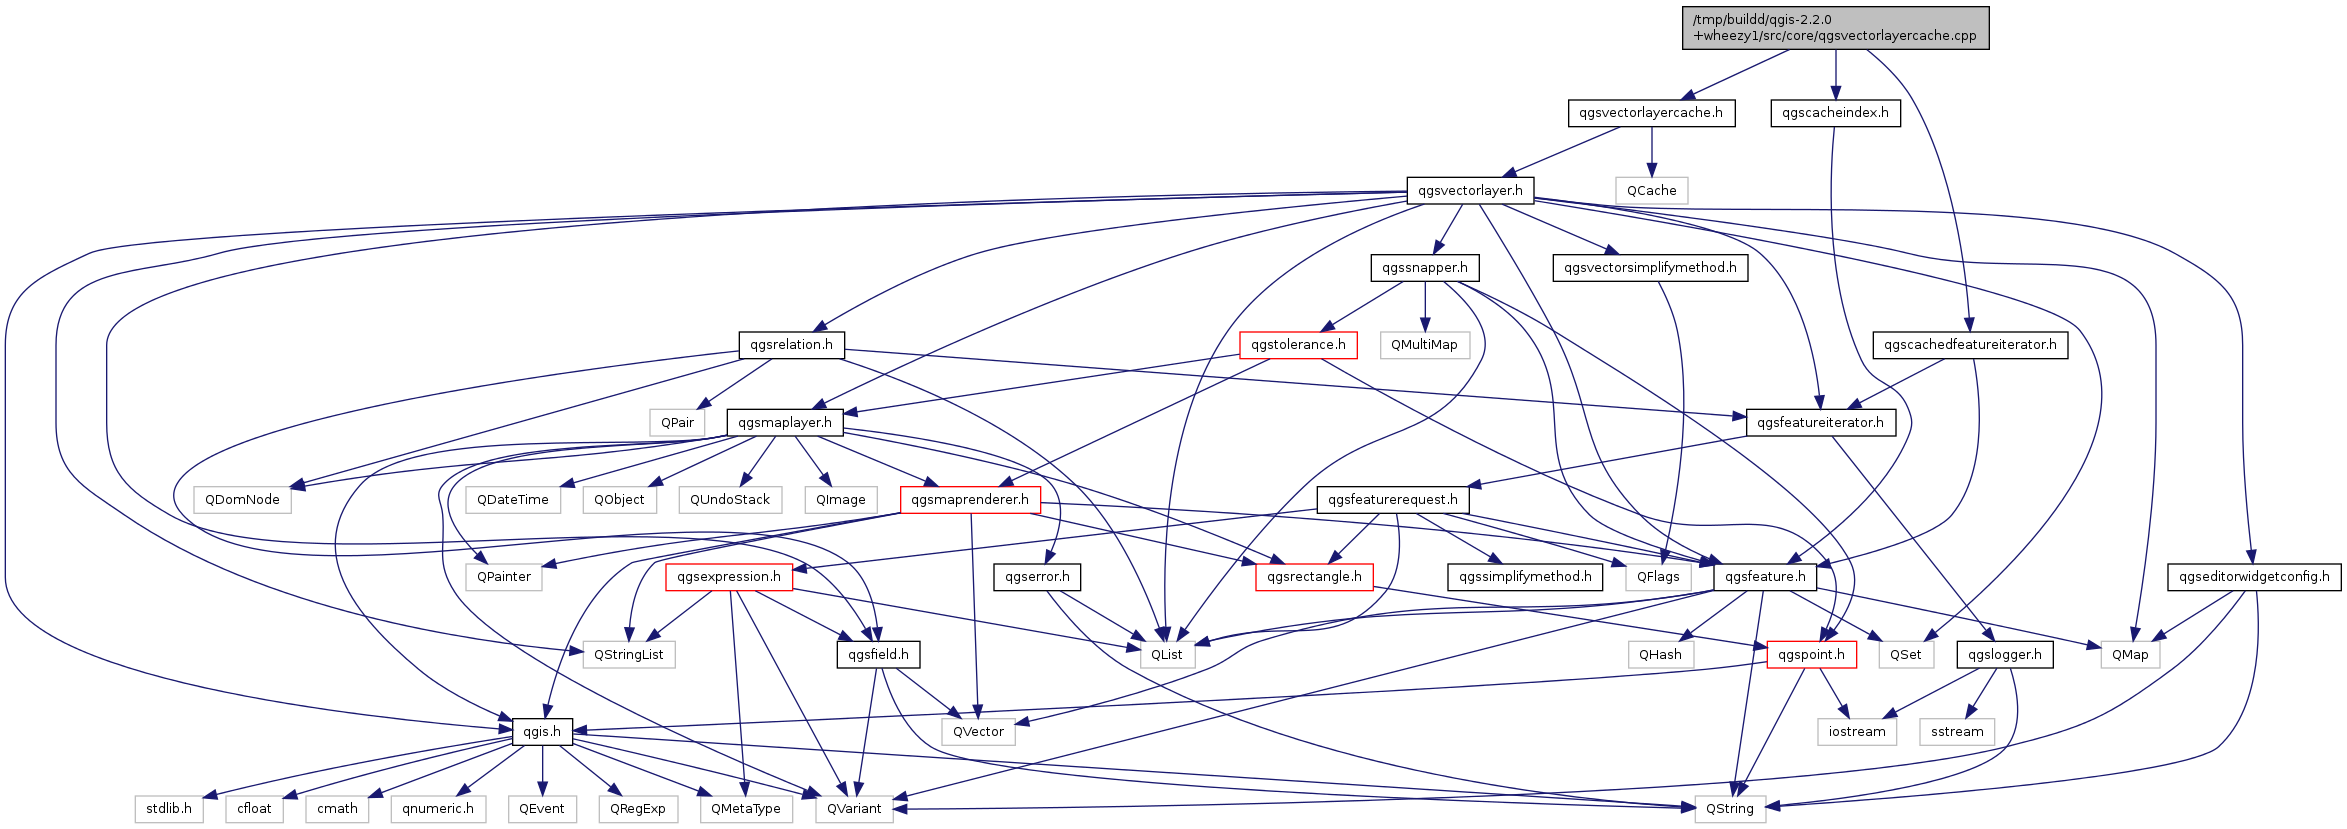 /tmp/buildd/qgis-2.2.0
+wheezy1/src/core/qgsvectorlayercache.cpp
qgsvectorlayercache.h
qgscacheindex.h
qgsvectorlayer.h
QCache
qgssnapper.h
qgsvectorsimplifymethod.h
qgsrelation.h
qgstolerance.h
QMultiMap
qgscachedfeatureiterator.h
QPair
qgsmaplayer.h
qgsfeatureiterator.h
QDomNode
QDateTime
QObject
QUndoStack
QImage
qgsmaprenderer.h
qgsfeaturerequest.h
QPainter
qgsexpression.h
qgserror.h
qgsrectangle.h
qgssimplifymethod.h
QFlags
qgsfeature.h
qgseditorwidgetconfig.h
QStringList
qgsfield.h
QList
QHash
qgspoint.h
QSet
qgslogger.h
QMap
qgis.h
QVector
iostream
sstream
stdlib.h
cfloat
cmath
qnumeric.h
QEvent
QRegExp
QMetaType
QVariant
QString